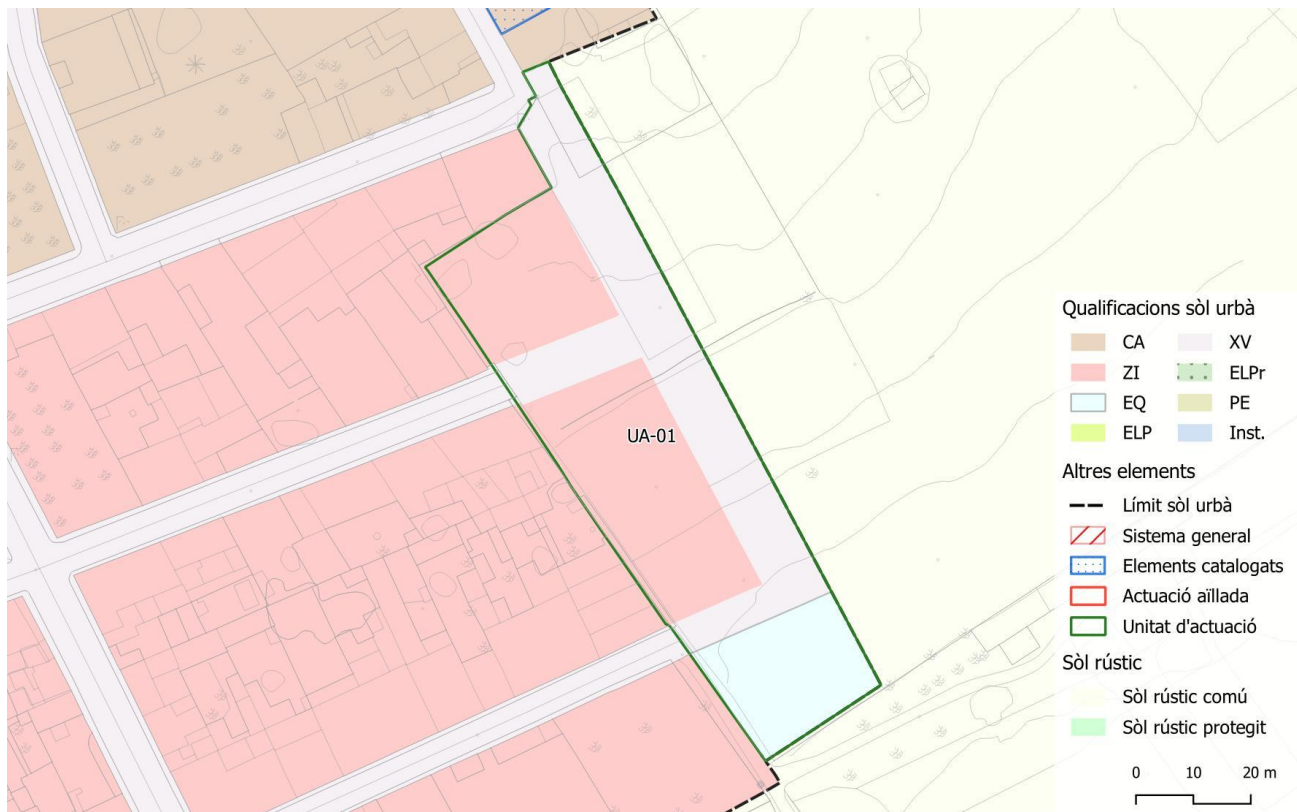 UA-01
Qualificacions sòl urbà
CA
XV
ZI
ELPr
EQ
PE
ELP
Inst.
Altres elements
Límit sòl urbà
Sistema general
Elements catalogats
Actuació aïllada
Unitat d'actuació
Sòl rústic
Sòl rústic comú
Sòl rústic protegit
0 10 20 m